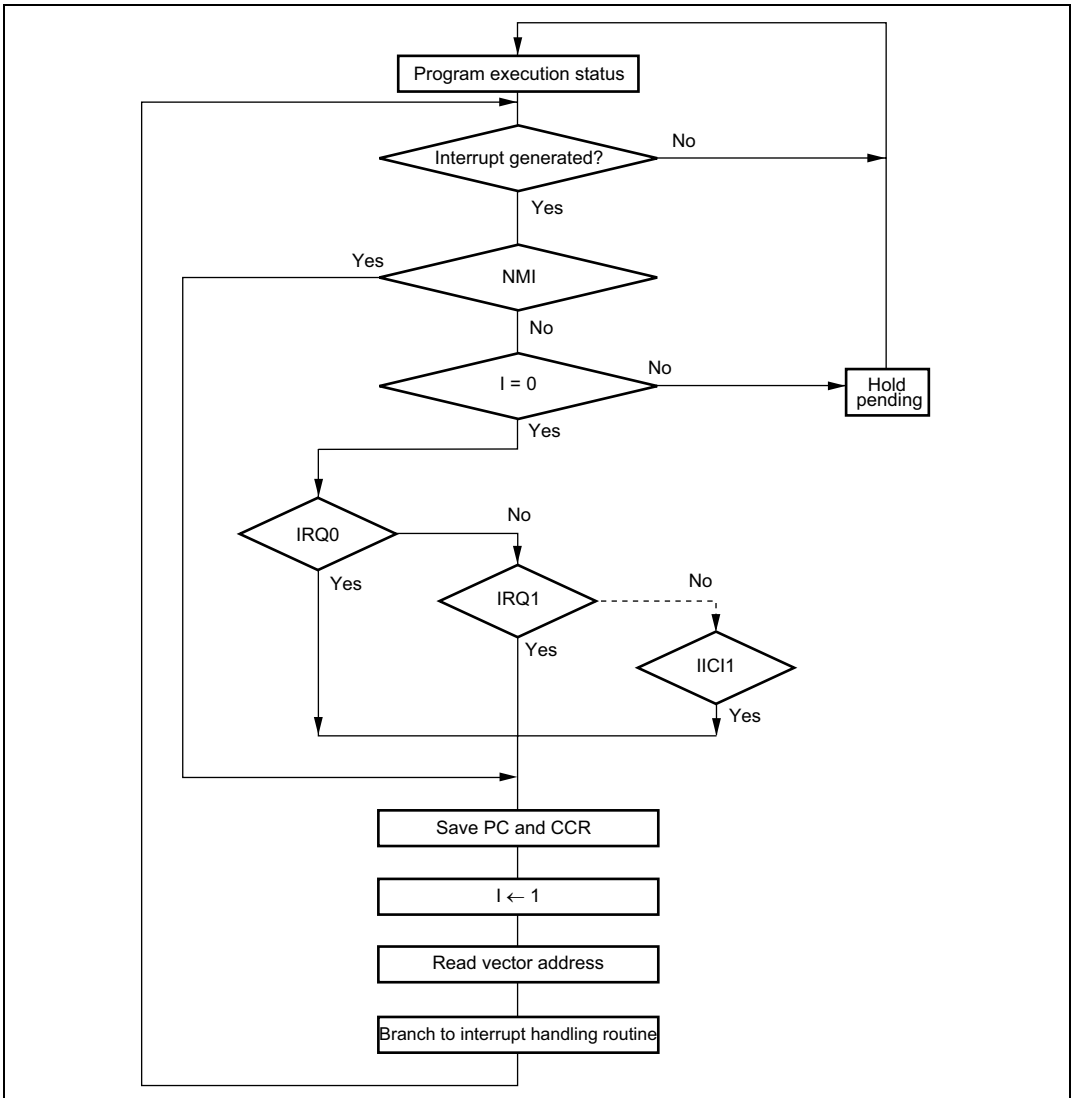 Program execution status
Interrupt generated?
No
Yes
Yes
NMI
No
I = 0
No
Hold
pending
Yes
IRQ0
No
Yes
IRQ1
No
Yes
IICI1
Yes
Save PC and CCR
I ← 1
Read vector address
Branch to interrupt handling routine